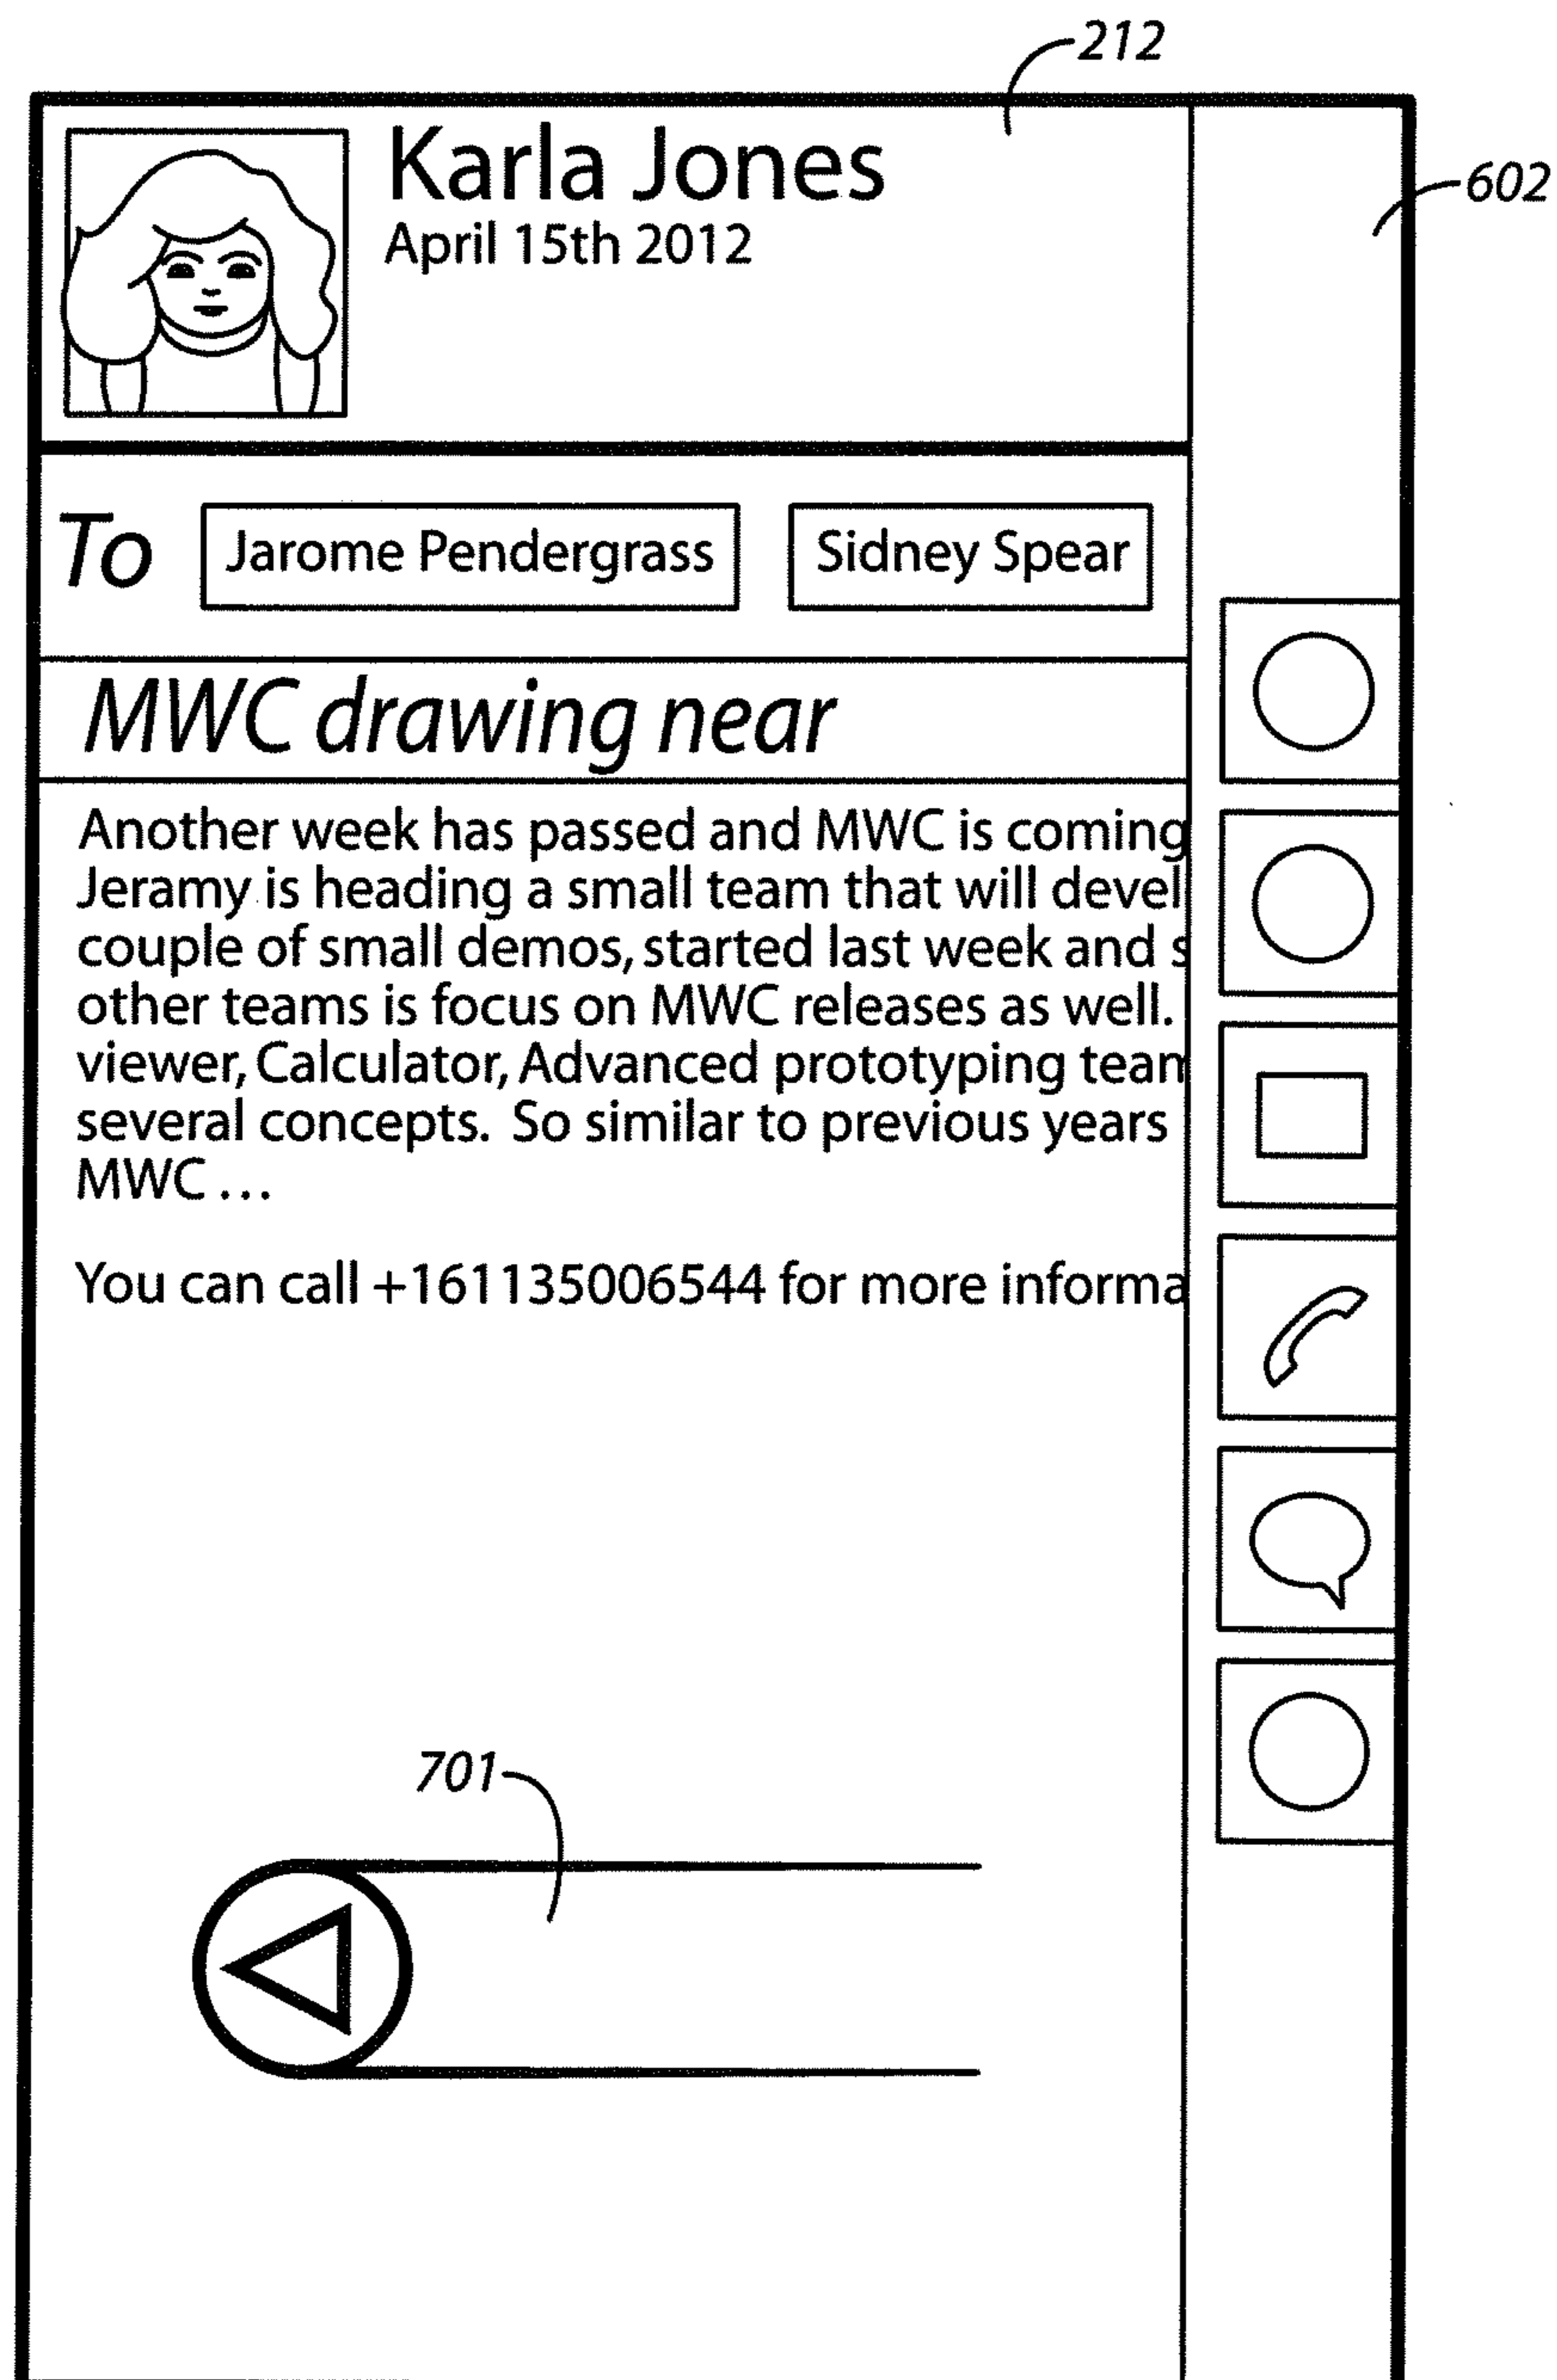 212
602
Karla Jones
April 15th 2012
To Jarome Pendergrass Sidney Spear
MWC drawing near
Another week has passed and MWC is coming
Jeramy is heading a small team that will devel
couple of small demos, started last week and s
other teams is focus on MWC releases as well.
viewer, Calculator, Advanced prototyping team
several concepts. So similar to previous years
MWC ...
You can call +161135006544 for more informa
701